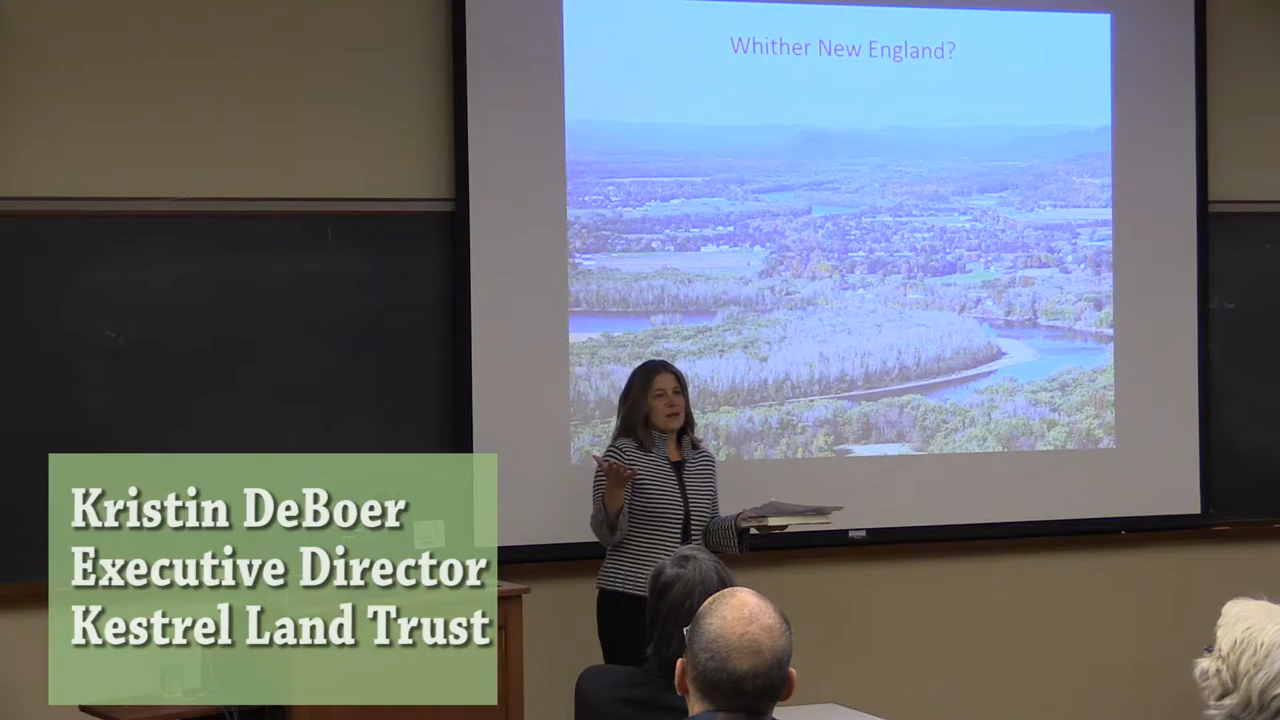 Whither New England?
Kristin DeBoer
Executive Director
Kestrel Land Trust